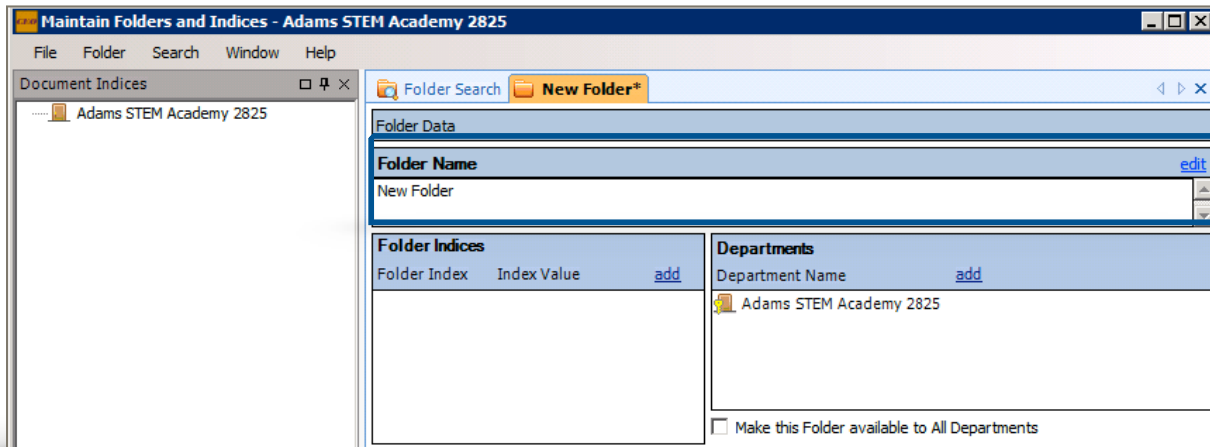 CEO Maintain Folders and Indices - Adams STEM Academy 2825
File Folder Search Window Help
Document Indices
Adams STEM Academy 2825
Folder Search New Folder*
Folder Data
Folder Name edit
New Folder
Folder Indices
Folder Index Index Value add
Departments
Department Name add
Adams STEM Academy 2825
Make this Folder available to All Departments